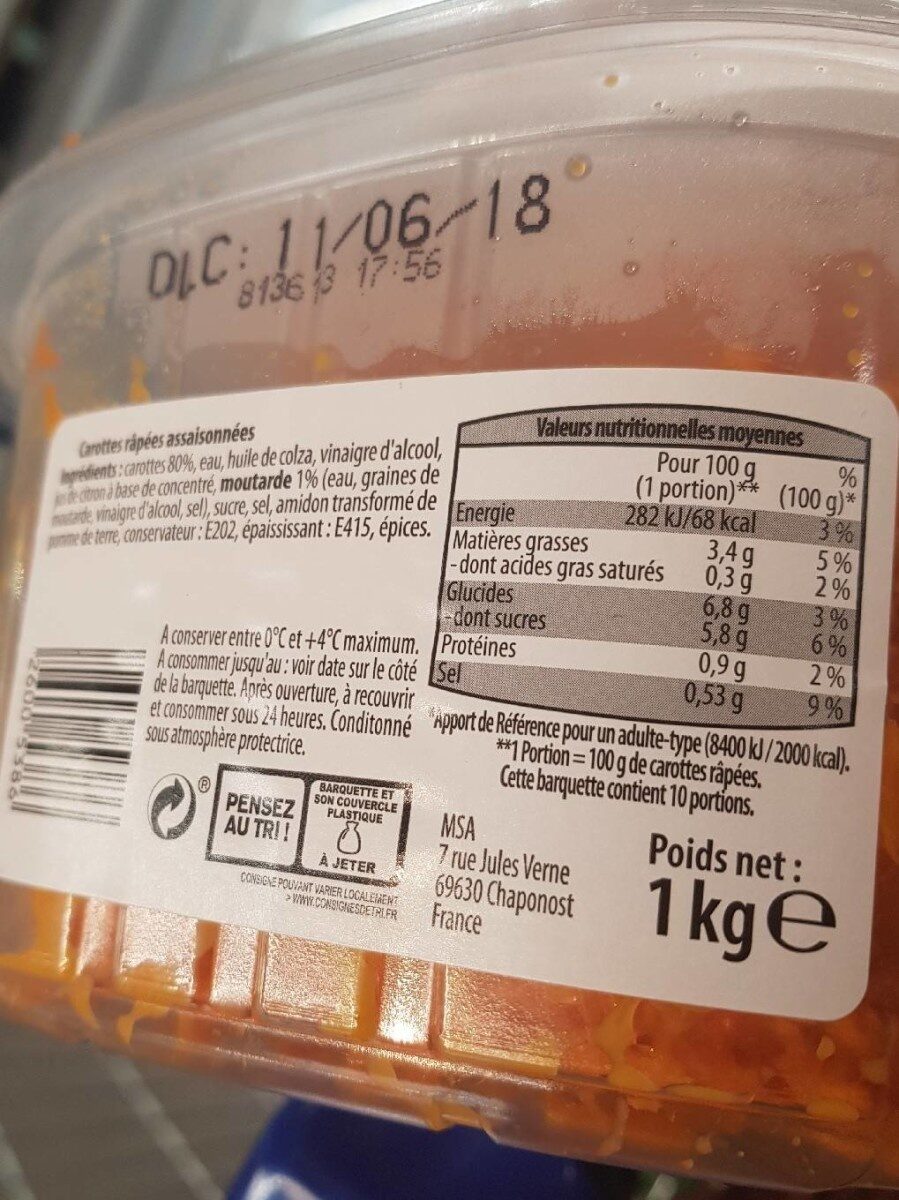 DLC: 11/06/18
8136 B 17:56
Carottes râpées assaisonnées
Ingrédients : carottes 80%, eau, huile de colza, vinaigre d'alcool,
jus de citron à base de concentré, moutarde 1% (eau, graines de
moutarde, vinaigre d'alcool, sel), sucre, sel, amidon transformé de
pomme de terre, conservateur : E202, épaississant : E415, épices.
A conserver entre 0°C et +4°C maximum.
A consommer jusqu'au : voir date sur le côté
de la barquette. Après ouverture, à recouvrir
et consommer sous 24 heures. Conditonné
sous atmosphère protectrice.
®
PENSEZ
AU TRI !
BARQUETTE ET
SON COUVERCLE
PLASTIQUE
À JETER
CONSIGNE POUVANT VARIER LOCALEMENT
> WWW.CONSIGNESDETRI.FR
Valeurs nutritionnelles moyennes
Pour 100 g %
(1 portion)** (100 g)*
Energie 282 kJ/68 kcal 3 %
Matières grasses 3,4 g 5 %
- dont acides gras saturés 0,3 g 2 %
Glucides 6,8 g 3 %
- dont sucres 5,8 g 6 %
Protéines 0,9 g 2 %
Sel 0,53 g 9 %
*Apport de Référence pour un adulte-type (8400 kJ / 2000 kcal).
**1 Portion = 100 g de carottes râpées.
Cette barquette contient 10 portions.
MSA
7 rue Jules Verne
69630 Chaponost
France
Poids net :
1 kg e